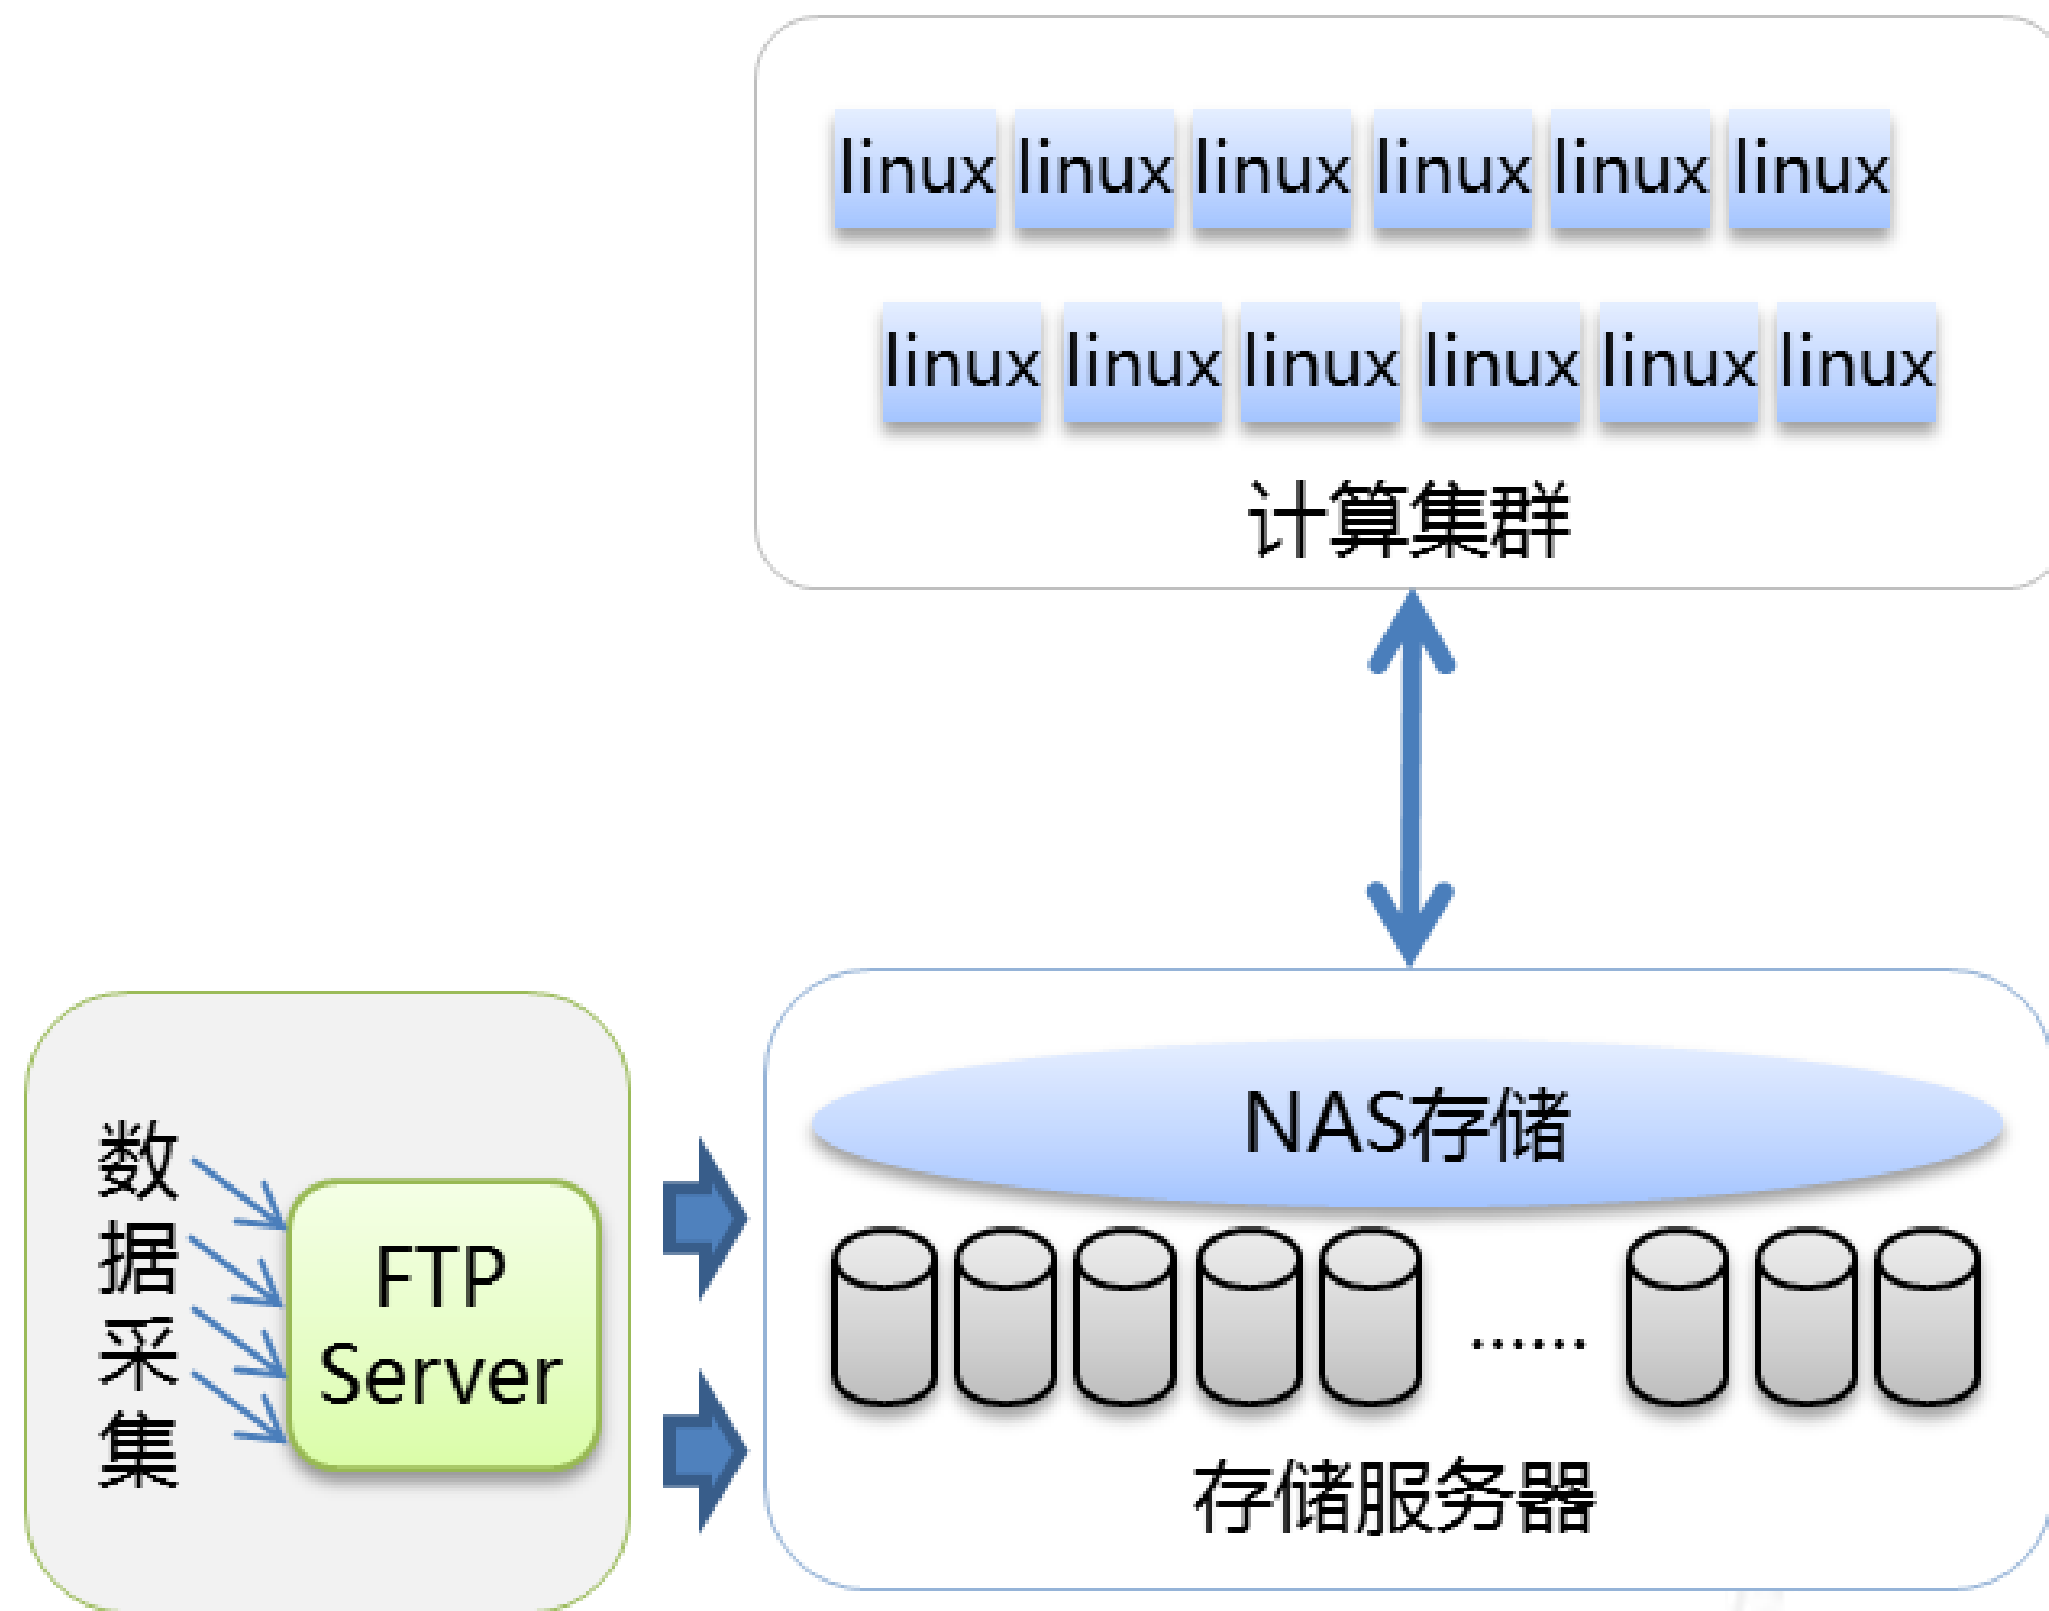 linux linux linux linux linux linux
linux linux linux linux linux linux
计算集群
数据采集
FTP
Server
NAS存储
......
存储服务器